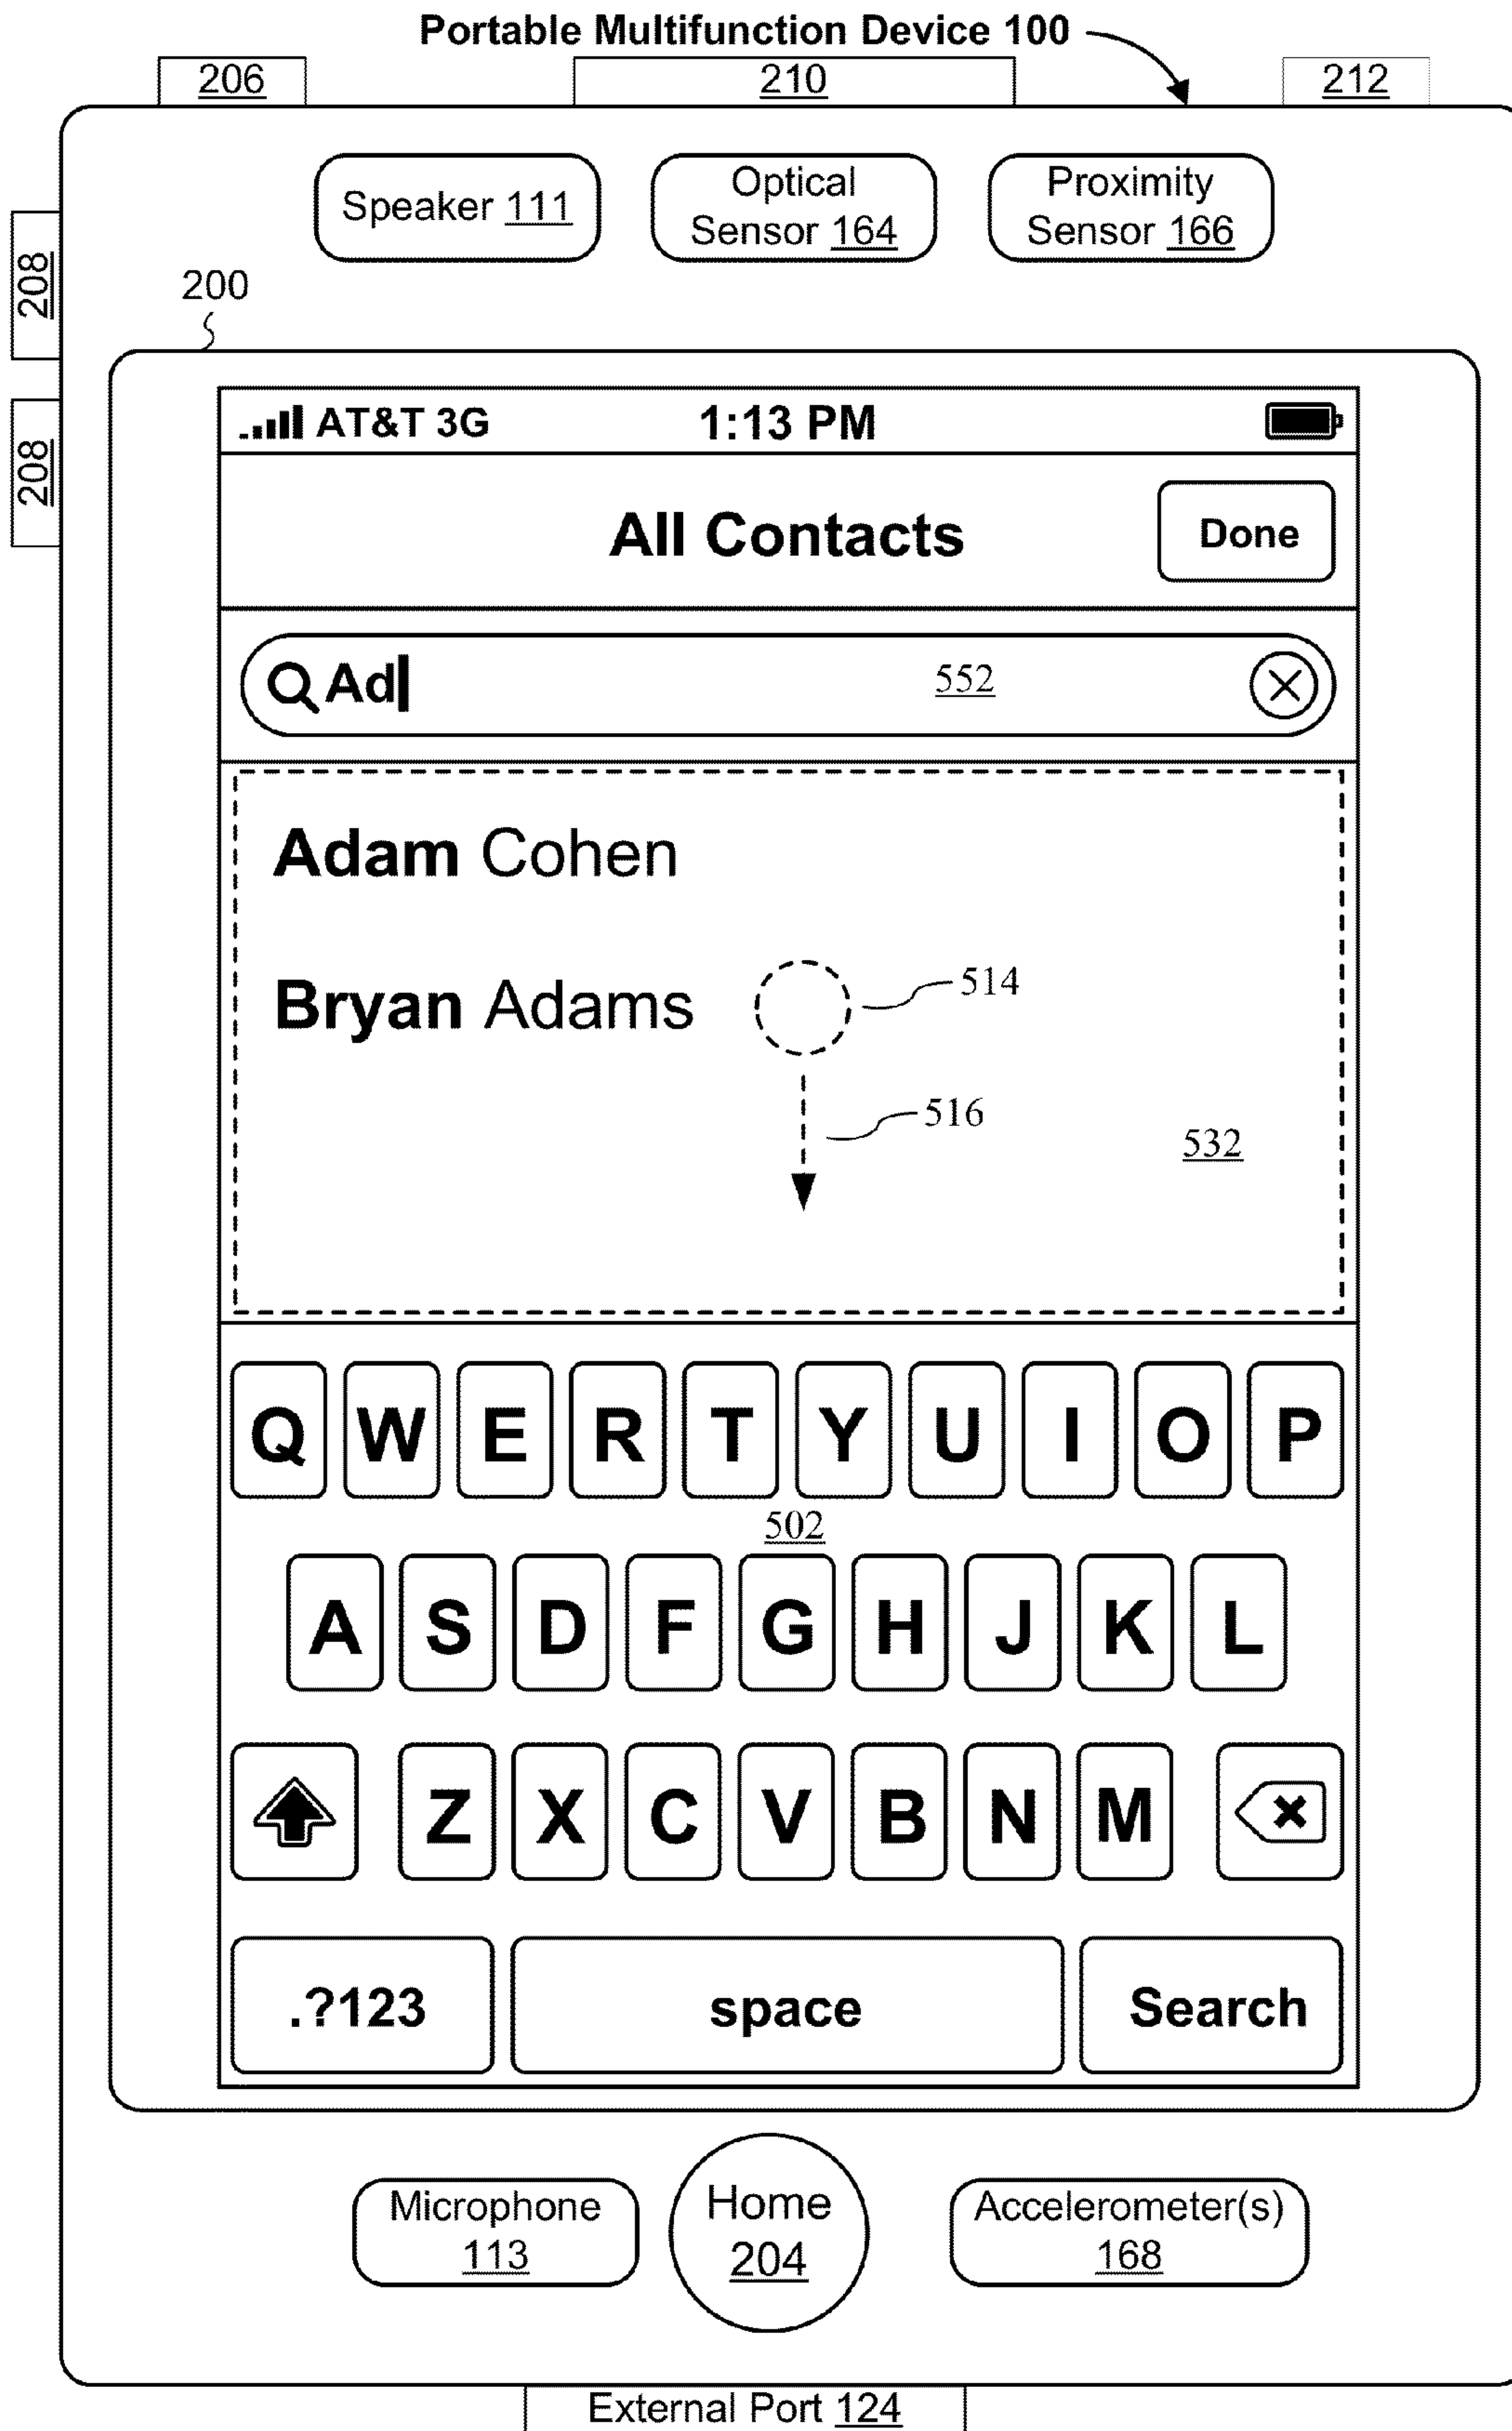 Portable Multifunction Device 100
206
210
212
Speaker 111
Optical
Sensor 164
Proximity
Sensor 166
208
200
208
AT&T 3G
1:13 PM
All Contacts
Done
Ad
552
Adam Cohen
Bryan Adams
514
516
532
Q W E R T Y U I O P
502
A S D F G H J K L
Z X C V B N M
.?123
space
Search
Microphone
113
Home
204
Accelerometer(s)
168
External Port 124